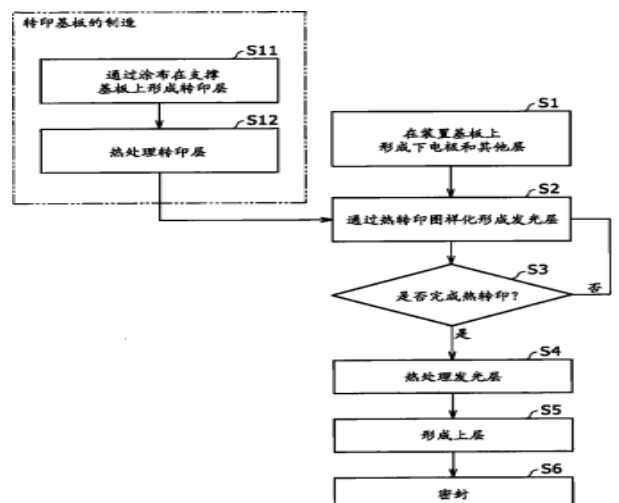 转印基板的制造
S11
通过涂布在支撑
基板上形成转印层
S12
热处理转印层
S1
在装置基板上
形成下电极和其他层
S2
通过热转印图样化形成发光层
S3
是否完成热转印?
否
是
S4
热处理发光层
S5
形成上层
S6
密封